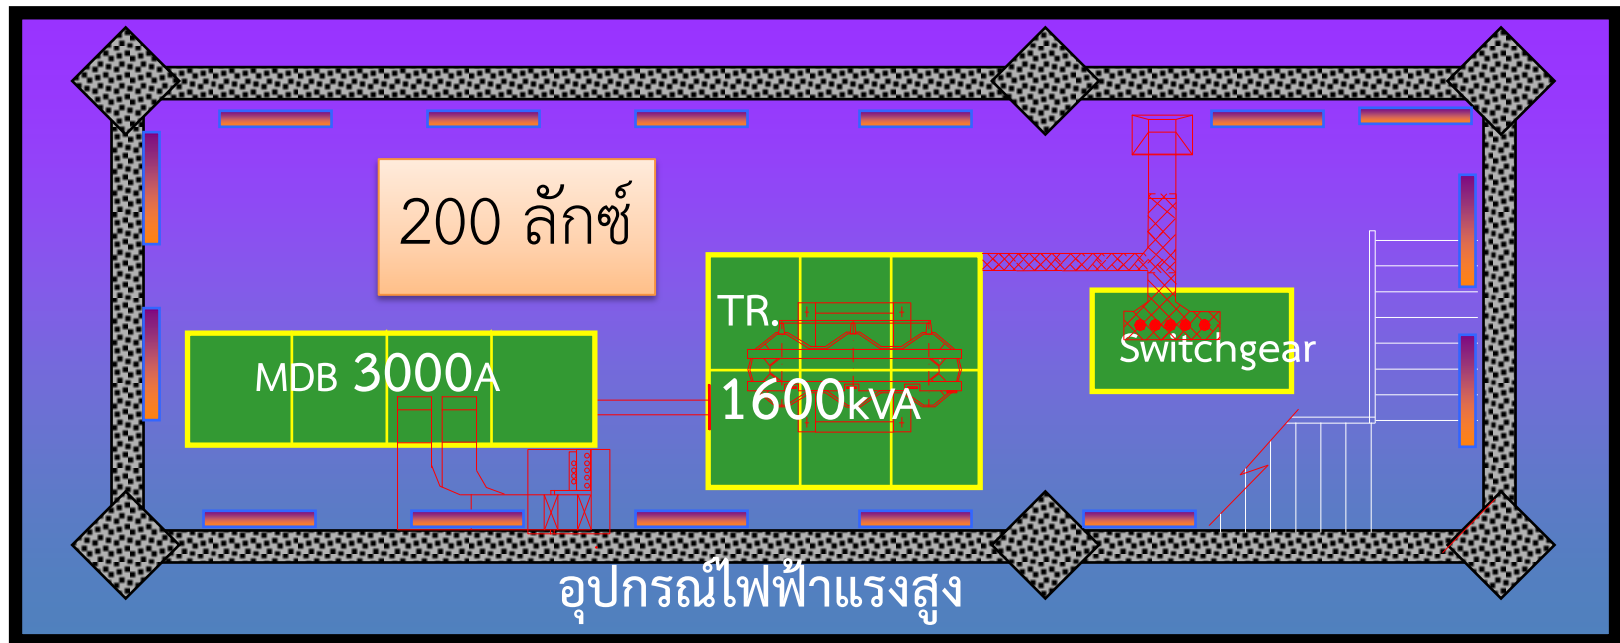 200 ลักซ์
TR.
Switchgear
MDB 3000A
1600kVA
อุปกรณ์ไฟฟ้าแรงสูง